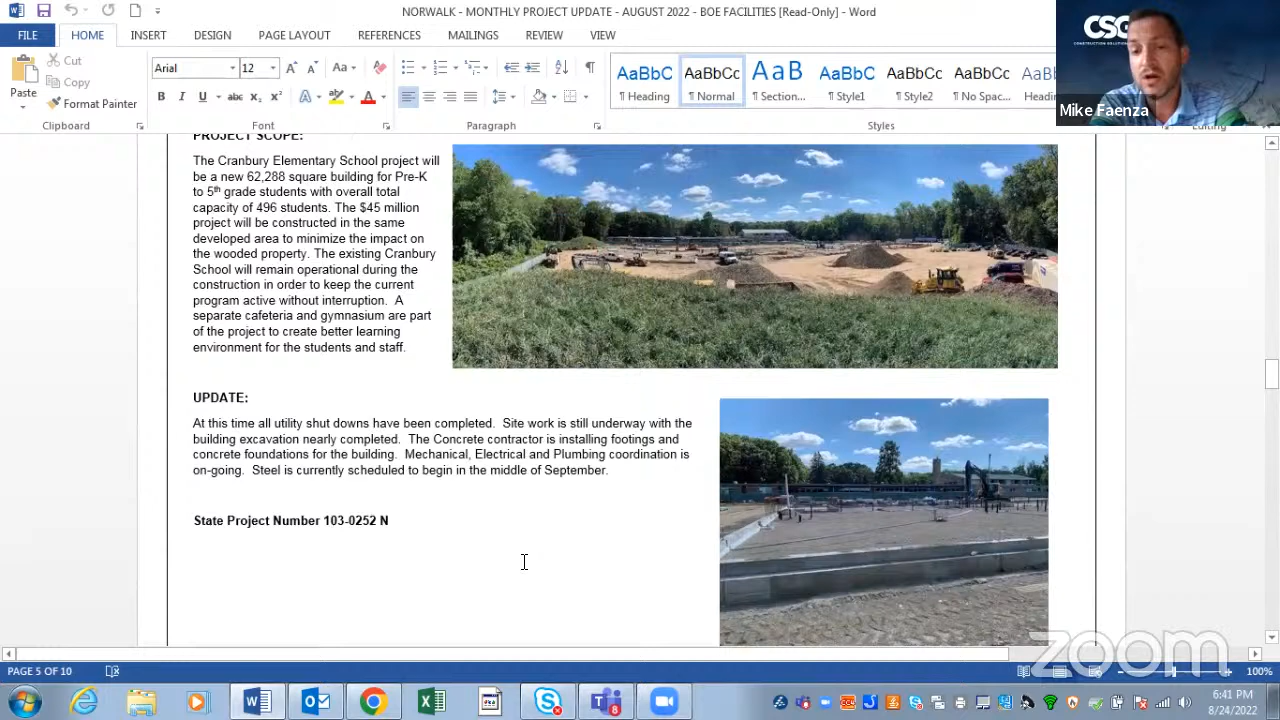 NORWALK - MONTHLY PROJECT UPDATE - AUGUST 2022 - BOE FACILITIES [Read-Only] - Word
FILE HOME INSERT DESIGN PAGE LAYOUT REFERENCES MAILINGS REVIEW VIEW
CSG
Mike Faenza
Paste
Cut
Copy
Format Painter
Arial 12
Aa
B I U abc x₂ x²
A A
AaBbC AaBbCc AaB AaBbC AaBbCc AaBbCc AaBb
¶ Heading ¶ Normal ¶ Section... ¶ Style1 ¶ Style2 ¶ No Spac...
Clipboard Font Paragraph Styles Editing
PROJECT SCOPE:
The Cranbury Elementary School project will
be a new 62,288 square building for Pre-K
to 5th grade students with overall total
capacity of 496 students. The $45 million
project will be constructed in the same
developed area to minimize the impact on
the wooded property. The existing Cranbury
School will remain operational during the
construction in order to keep the current
program active without interruption. A
separate cafeteria and gymnasium are part
of the project to create better learning
environment for the students and staff.
UPDATE:
At this time all utility shut downs have been completed. Site work is still underway with the
building excavation nearly completed. The Concrete contractor is installing footings and
concrete foundations for the building. Mechanical, Electrical and Plumbing coordination is
on-going. Steel is currently scheduled to begin in the middle of September.
State Project Number 103-0252 N
zoom
PAGE 5 OF 10
100%
6:41 PM
8/24/2022